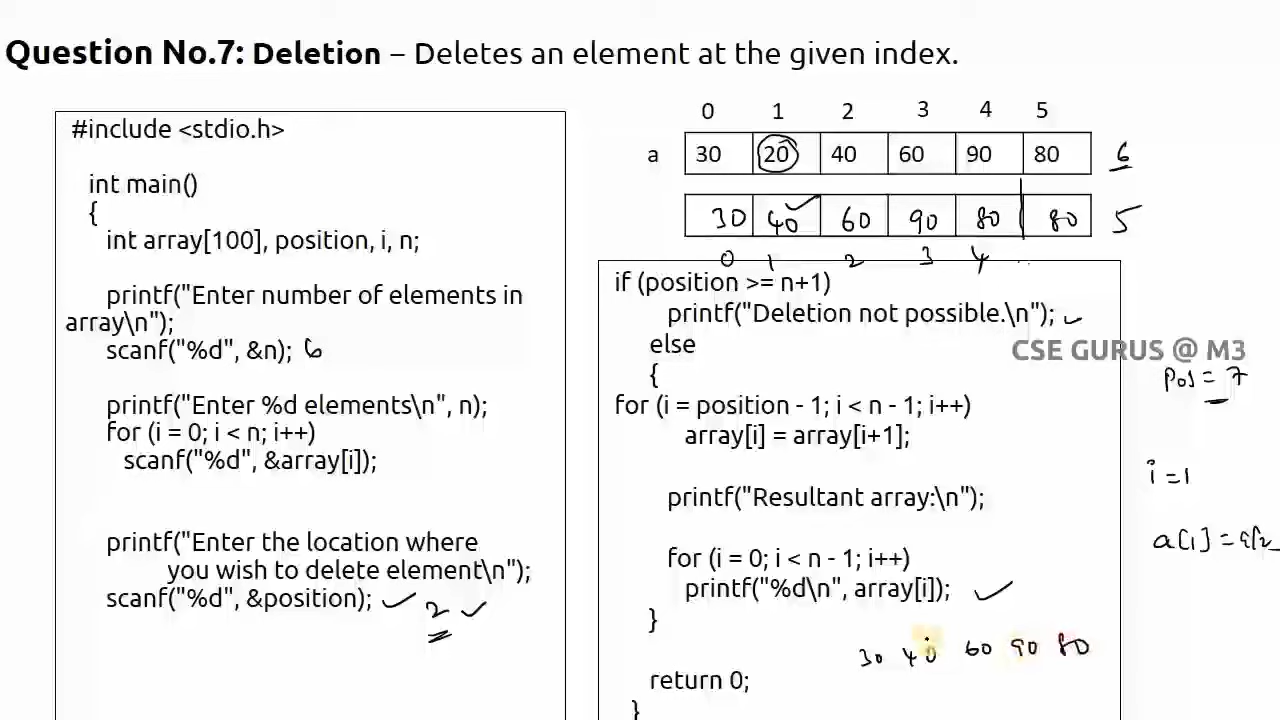 Question No.7: Deletion – Deletes an element at the given index.
#include <stdio.h>
int main()
{
int array[100], position, i, n;
printf("Enter number of elements in
array\n");
scanf("%d", &n); 6
printf("Enter %d elements\n", n);
for (i = 0; i < n; i++)
scanf("%d", &array[i]);
printf("Enter the location where
you wish to delete element\n");
scanf("%d", &position);
2
0 1 2 3 4 5
a 30 20 40 60 90 80 6
30 40 60 90 80 80 5
0 1 2 3 4
if (position >= n+1)
printf("Deletion not possible.\n");
else
{
for (i = position - 1; i < n - 1; i++)
array[i] = array[i+1];
printf("Resultant array:\n");
for (i = 0; i < n - 1; i++)
printf("%d\n", array[i]);
}
30 40 60 90 80
return 0;
}
CSE GURUS @ M3
Pos = 7
i=1
a[1] = a[2